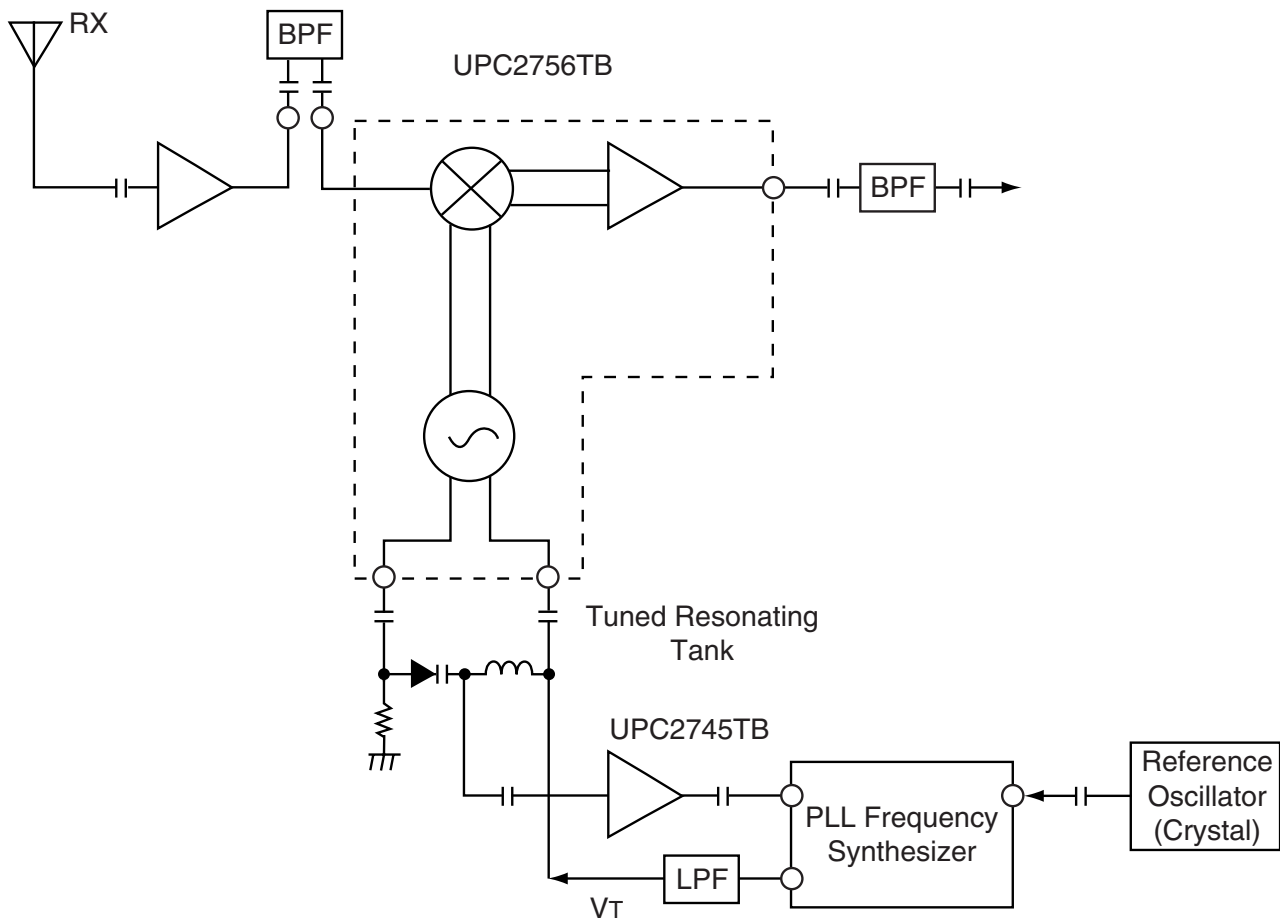 RX
BPF
UPC2756TB
BPF
Tuned Resonating
Tank
UPC2745TB
PLL Frequency
Synthesizer
Reference
Oscillator
(Crystal)
LPF
VT